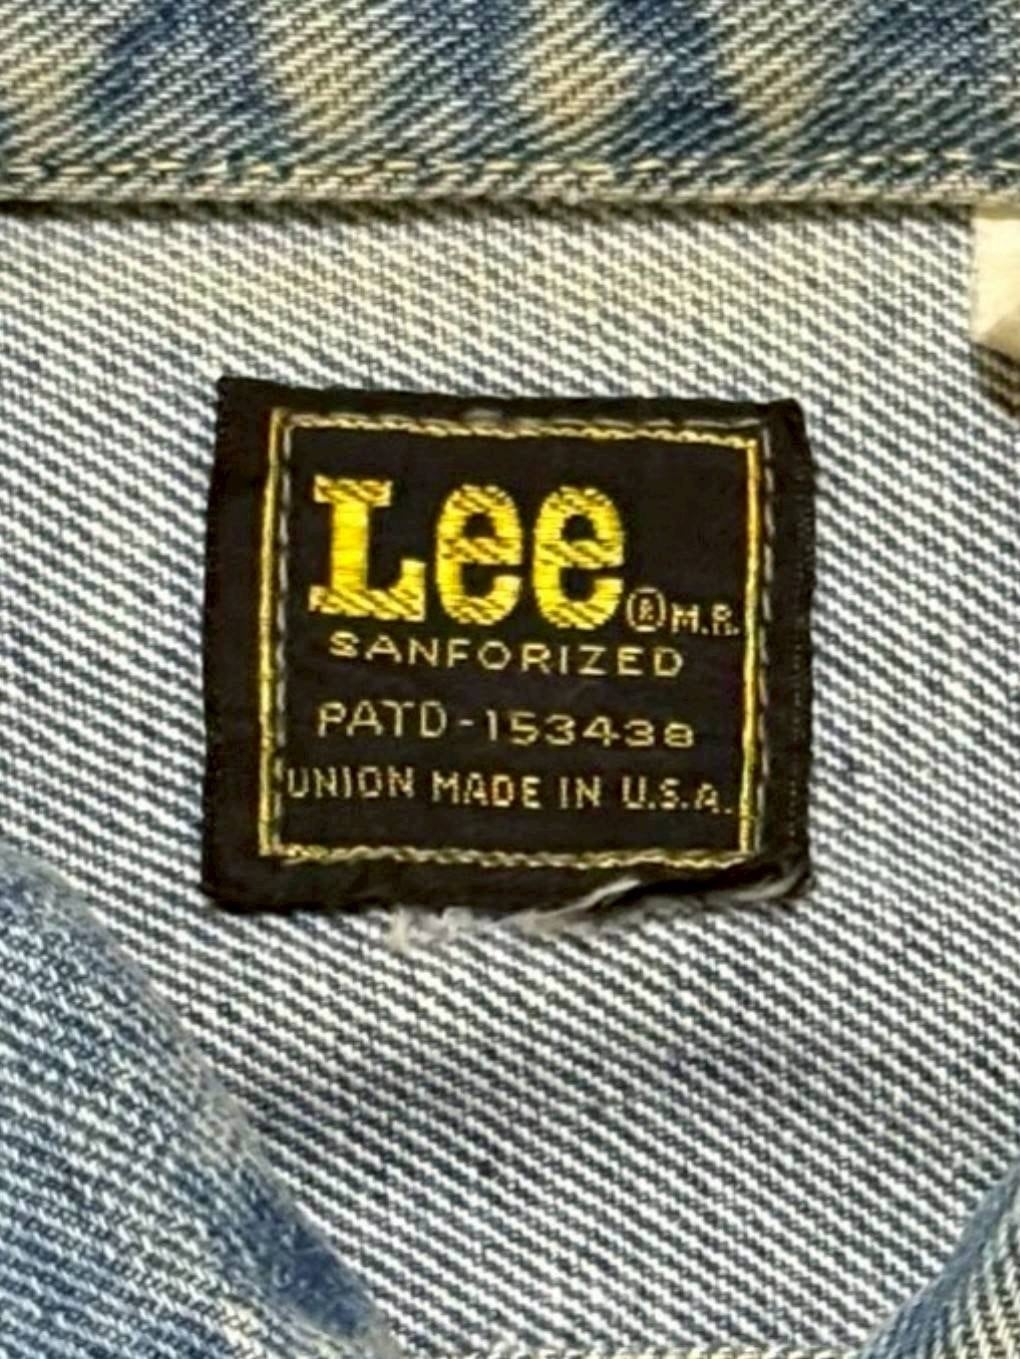 Lee® M.R.
SANFORIZED
PATD-153438
UNION MADE IN U.S.A.